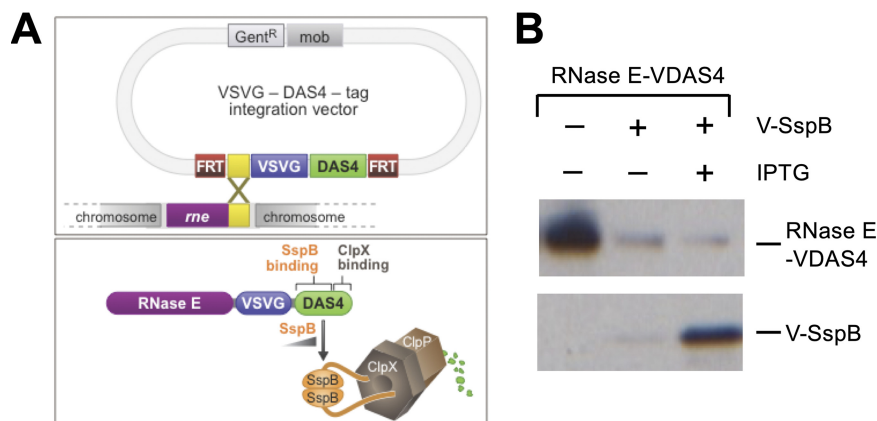 A
Gent^R mob
VSVG – DAS4 – tag
integration vector
FRT VSVG DAS4 FRT
chromosome rne chromosome
SspB ClpX
binding binding
RNase E VSVG DAS4
SspB
ClpP
ClpX
SspB
SspB
B
RNase E-VDAS4
– + + V-SspB
– – + IPTG
RNase E
-VDAS4
V-SspB